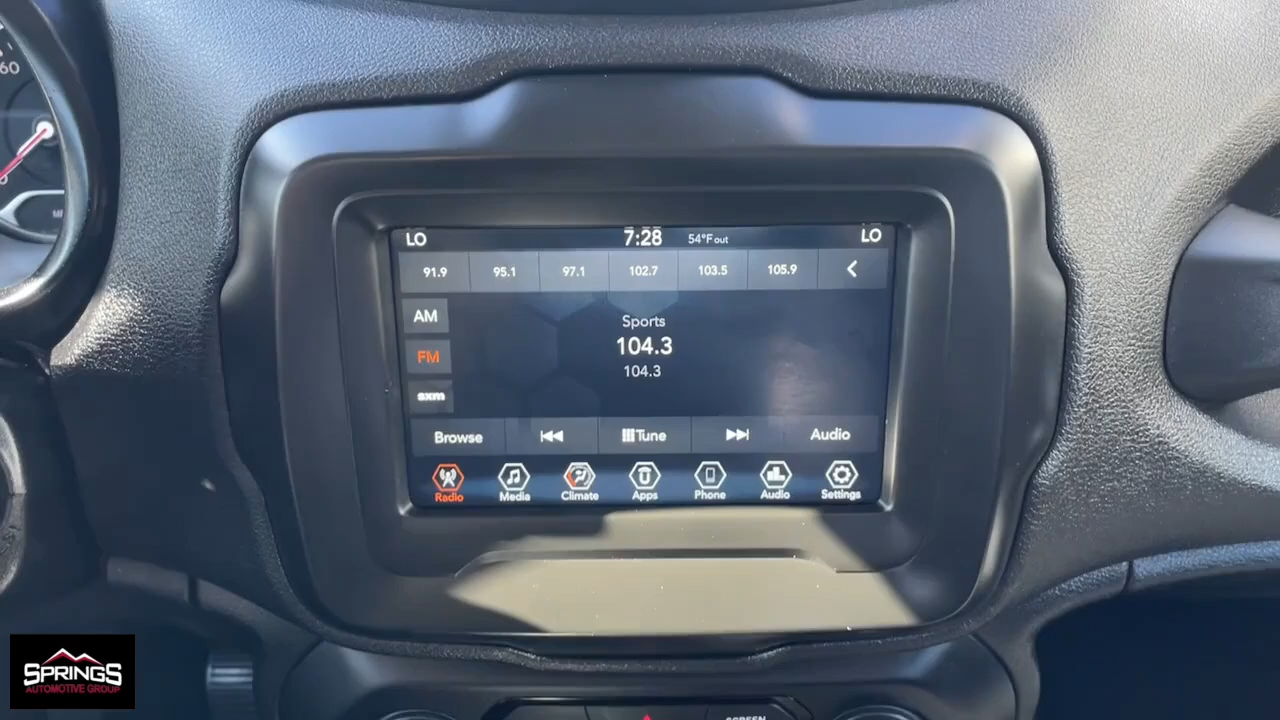 60
LO 7:28 54°F out LO
91.9 95.1 97.1 102.7 103.5 105.9
AM
FM
sxm
Sports
104.3
104.3
Browse Tune Audio
Radio Media Climate Apps Phone Audio Settings
SCREEN
SPRINGS
AUTOMOTIVE GROUP